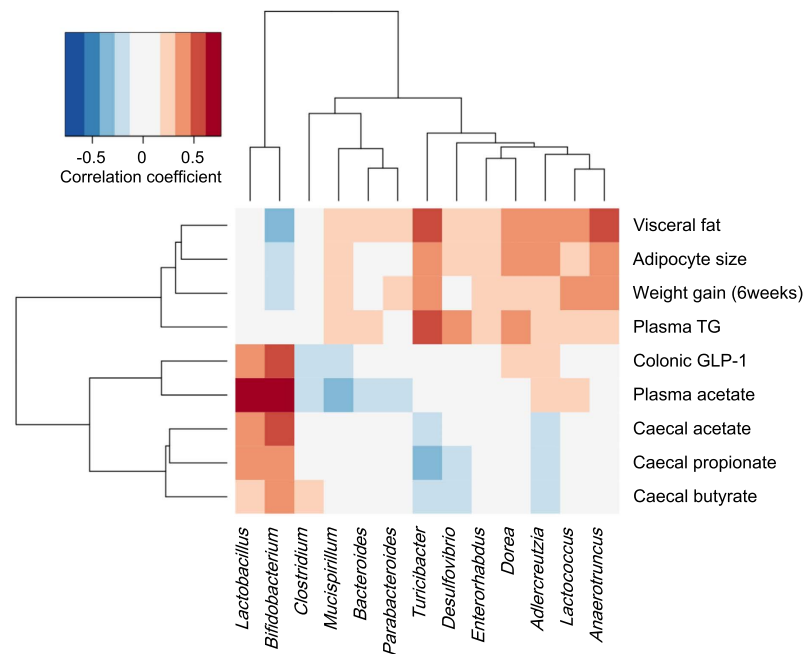 -0.5 0 0.5
Correlation coefficient
Visceral fat
Adipocyte size
Weight gain (6weeks)
Plasma TG
Colonic GLP-1
Plasma acetate
Caecal acetate
Caecal propionate
Caecal butyrate
Lactobacillus
Bifidobacterium
Clostridium
Mucispirillum
Bacteroides
Parabacteroides
Turicibacter
Desulfovibrio
Enterorhabdus
Dorea
Adlercreutzia
Lactococcus
Anaerotruncus